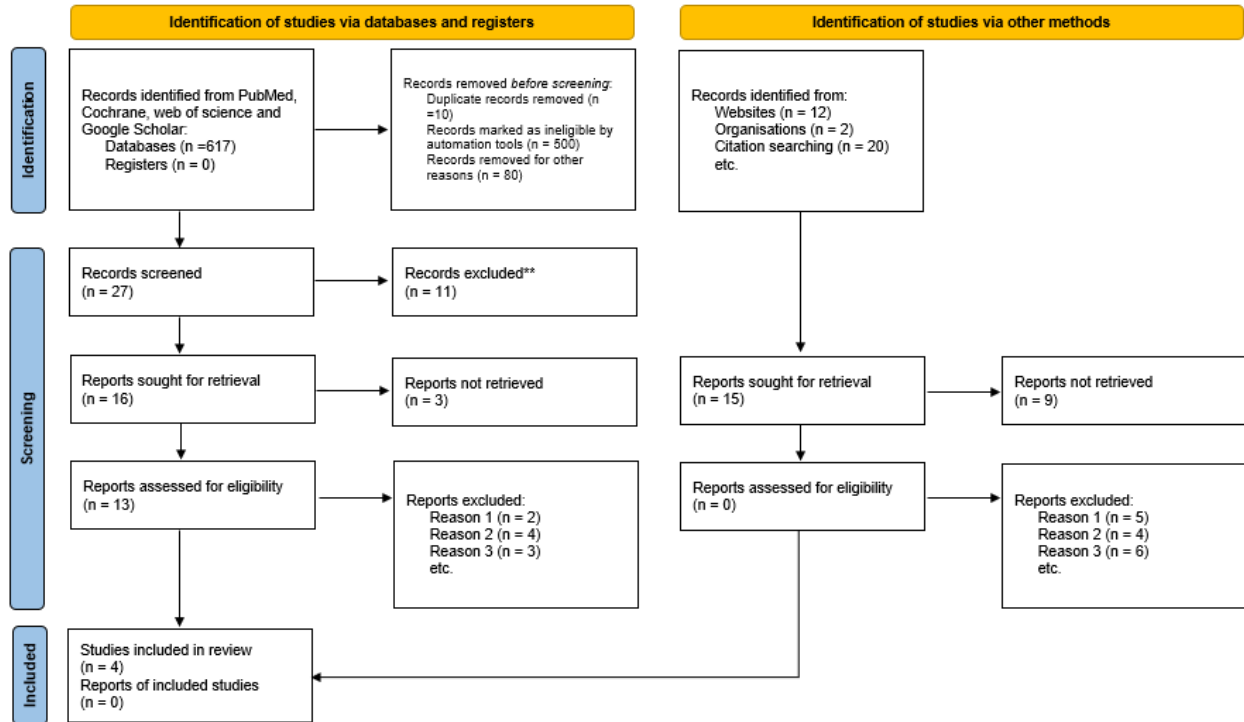 Identification of studies via databases and registers
Identification of studies via other methods
Identification
Records identified from PubMed,
Cochrane, web of science and
Google Scholar:
Databases (n =617)
Registers (n = 0)
Records removed before screening:
Duplicate records removed (n
=10)
Records marked as ineligible by
automation tools (n = 500)
Records removed for other
reasons (n = 80)
Records identified from:
Websites (n = 12)
Organisations (n = 2)
Citation searching (n = 20)
etc.
Screening
Records screened
(n = 27)
Records excluded**
(n = 11)
Reports sought for retrieval
(n = 16)
Reports not retrieved
(n = 3)
Reports sought for retrieval
(n = 15)
Reports not retrieved
(n = 9)
Reports assessed for eligibility
(n = 13)
Reports excluded:
Reason 1 (n = 2)
Reason 2 (n = 4)
Reason 3 (n = 3)
etc.
Reports assessed for eligibility
(n = 0)
Reports excluded:
Reason 1 (n = 5)
Reason 2 (n = 4)
Reason 3 (n = 6)
etc.
Included
Studies included in review
(n = 4)
Reports of included studies
(n = 0)